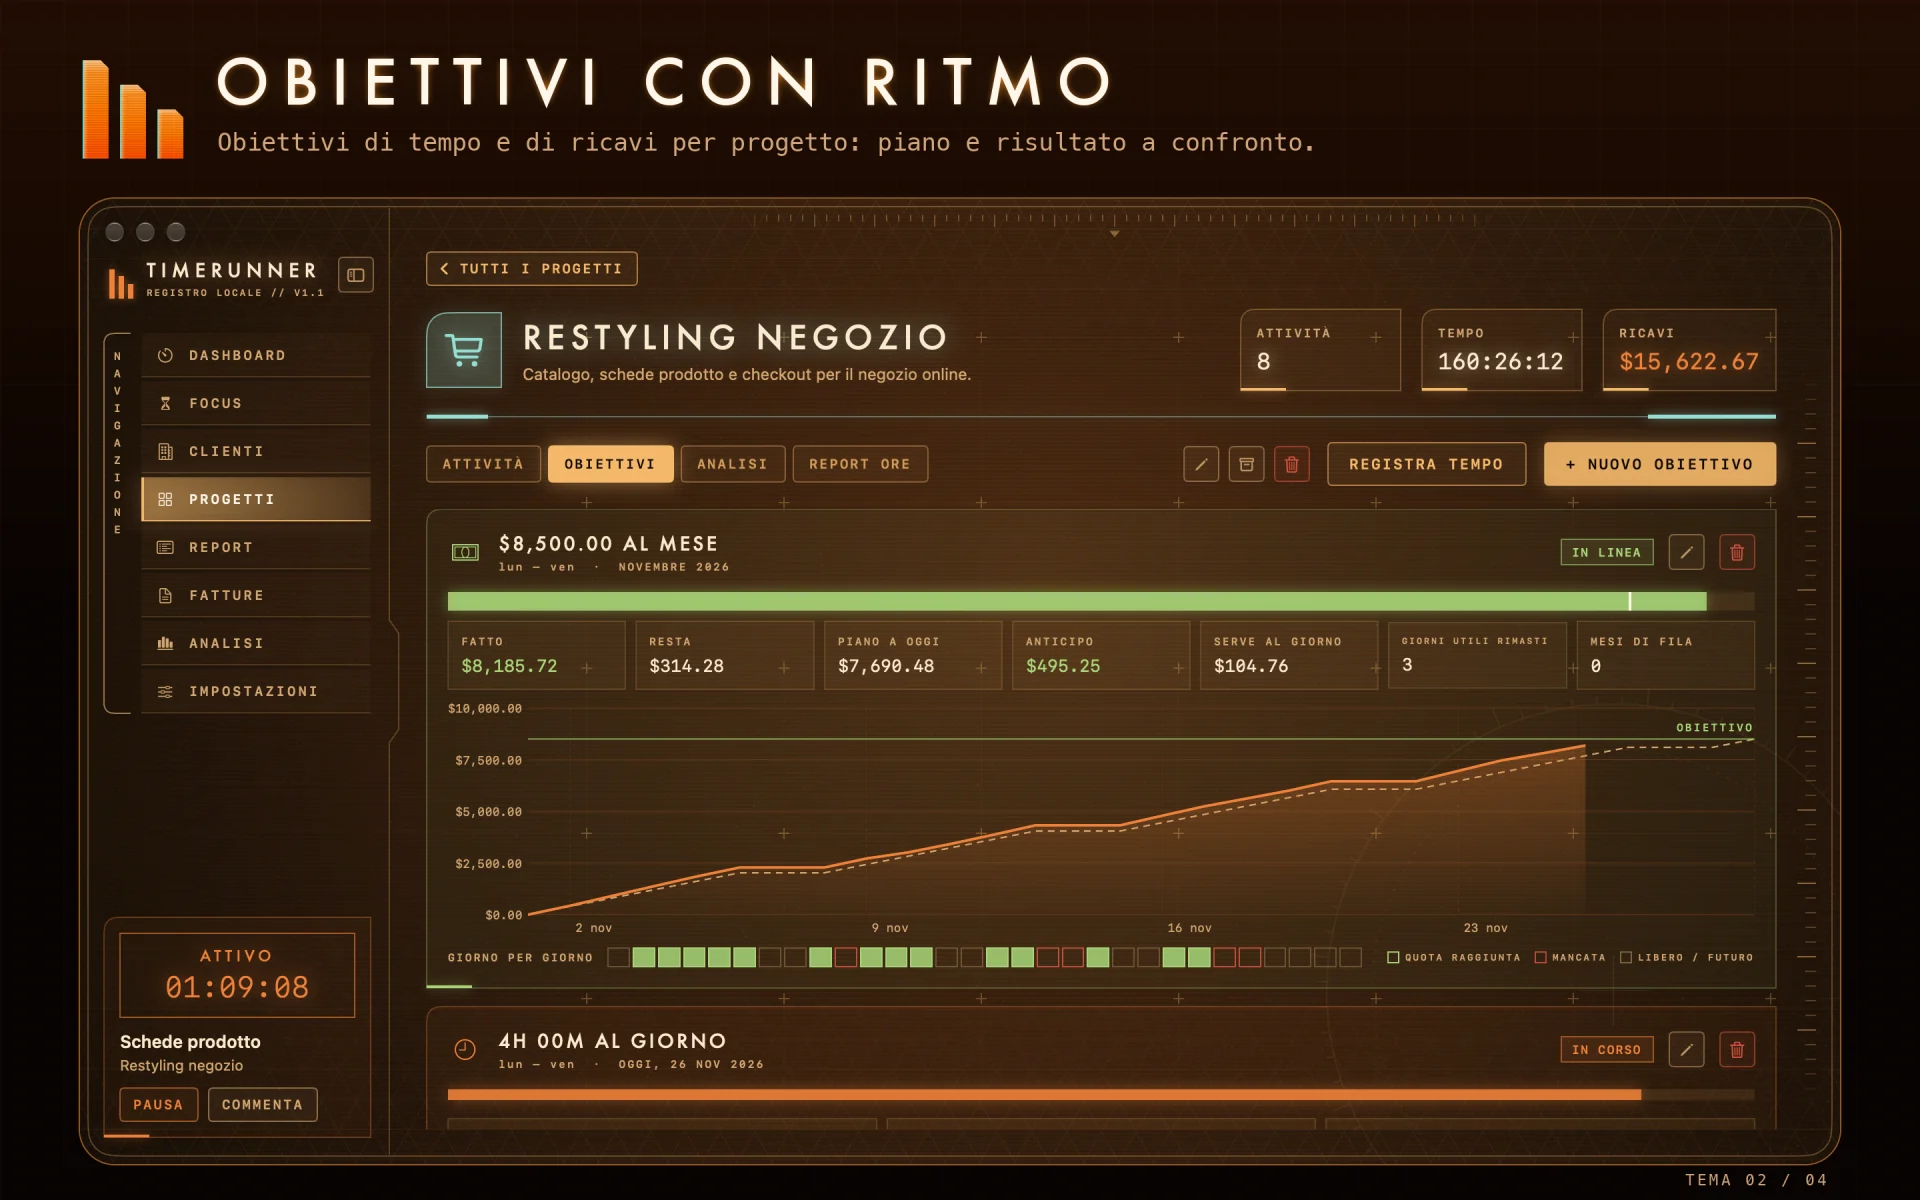 OBIETTIVI CON RITMO
Obiettivi di tempo e di ricavi per progetto: piano e risultato a confronto.
TIMERUNNER
REGISTRO LOCALE // V1.1
NAVIGAZIONE
DASHBOARD
FOCUS
CLIENTI
PROGETTI
REPORT
FATTURE
ANALISI
IMPOSTAZIONI
ATTIVO
01:09:08
Schede prodotto
Restyling negozio
PAUSA COMMENTA
TUTTI I PROGETTI
RESTYLING NEGOZIO
Catalogo, schede prodotto e checkout per il negozio online.
ATTIVITÀ
8
TEMPO
160:26:12
RICAVI
$15,622.67
ATTIVITÀ OBIETTIVI ANALISI REPORT ORE
REGISTRA TEMPO + NUOVO OBIETTIVO
$8,500.00 AL MESE
lun — ven · NOVEMBRE 2026
IN LINEA
FATTO
$8,185.72
RESTA
$314.28
PIANO A OGGI
$7,690.48
ANTICIPO
$495.25
SERVE AL GIORNO
$104.76
GIORNI UTILI RIMASTI
3
MESI DI FILA
0
$10,000.00
OBIETTIVO
$7,500.00
$5,000.00
$2,500.00
$0.00
2 nov 9 nov 16 nov 23 nov
GIORNO PER GIORNO
QUOTA RAGGIUNTA MANCATA LIBERO / FUTURO
4H 00M AL GIORNO
lun — ven · OGGI, 26 NOV 2026
IN CORSO
TEMA 02 / 04